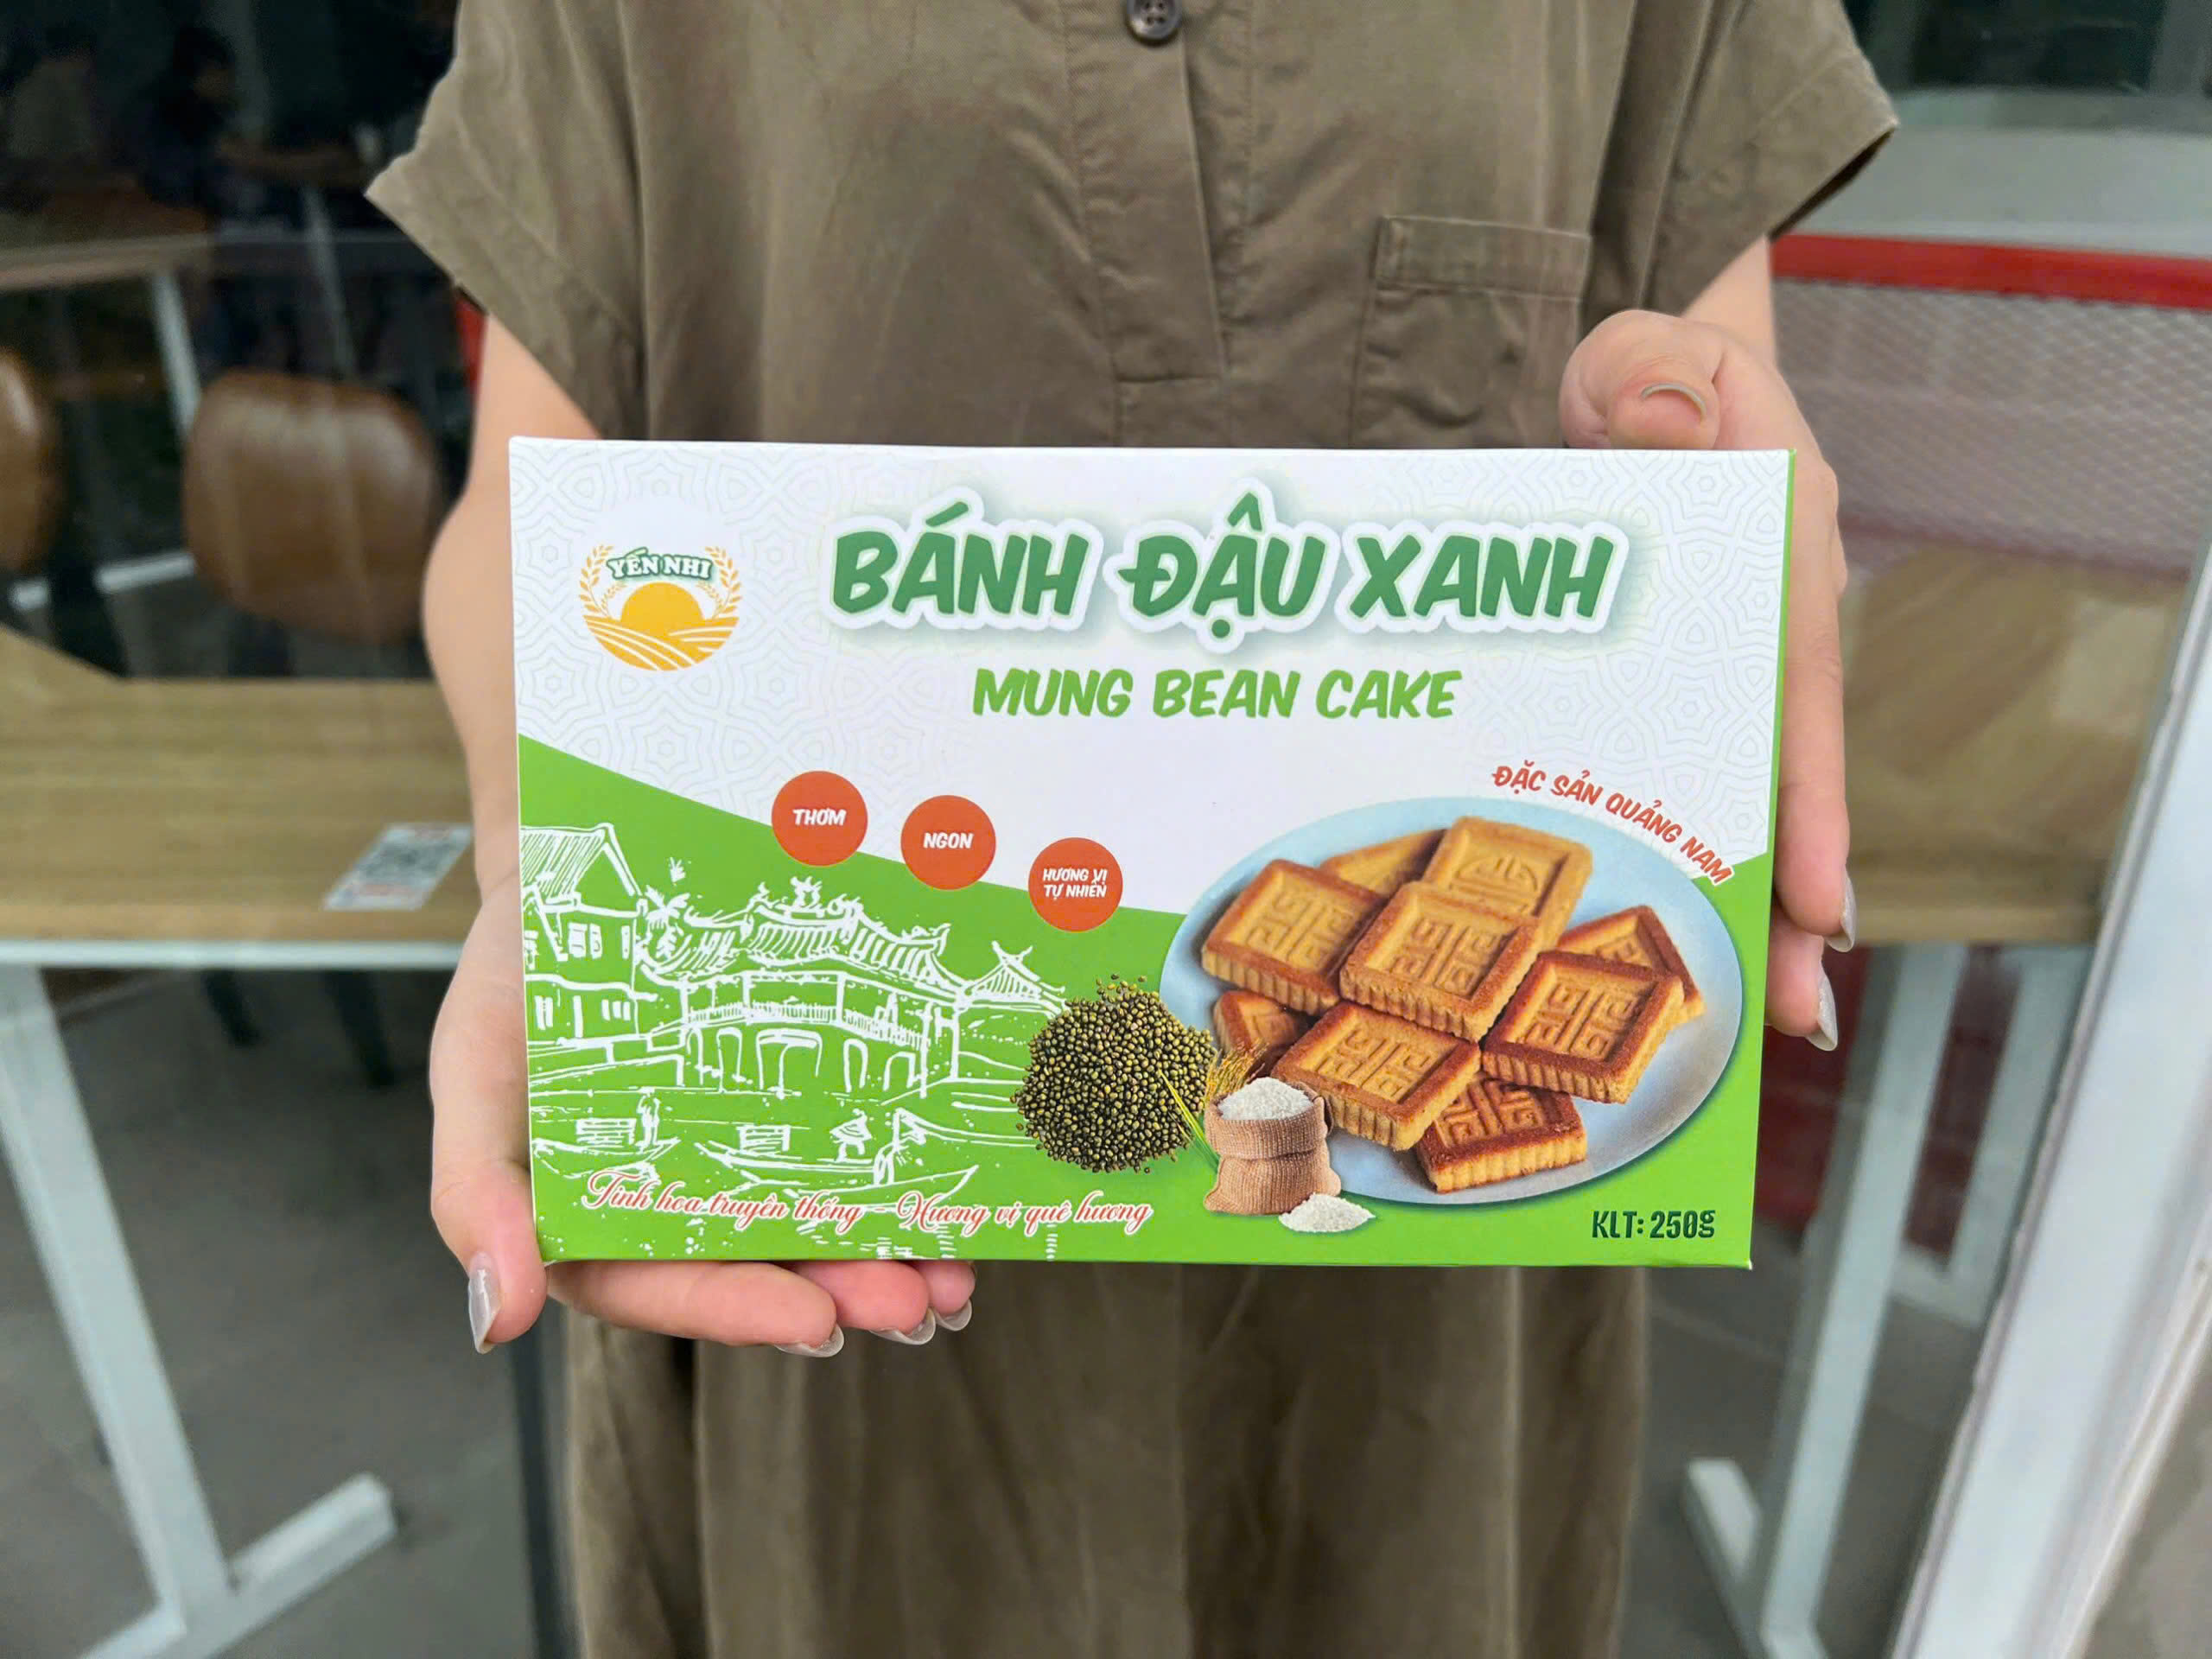 YẾN NHI
BÁNH ĐẬU XANH
MUNG BEAN CAKE
ĐẶC SẢN QUẢNG NAM
THƠM
NGON
HƯƠNG VỊ
TỰ NHIÊN
Tinh hoa truyền thống - Hương vị quê hương
KLT: 250g